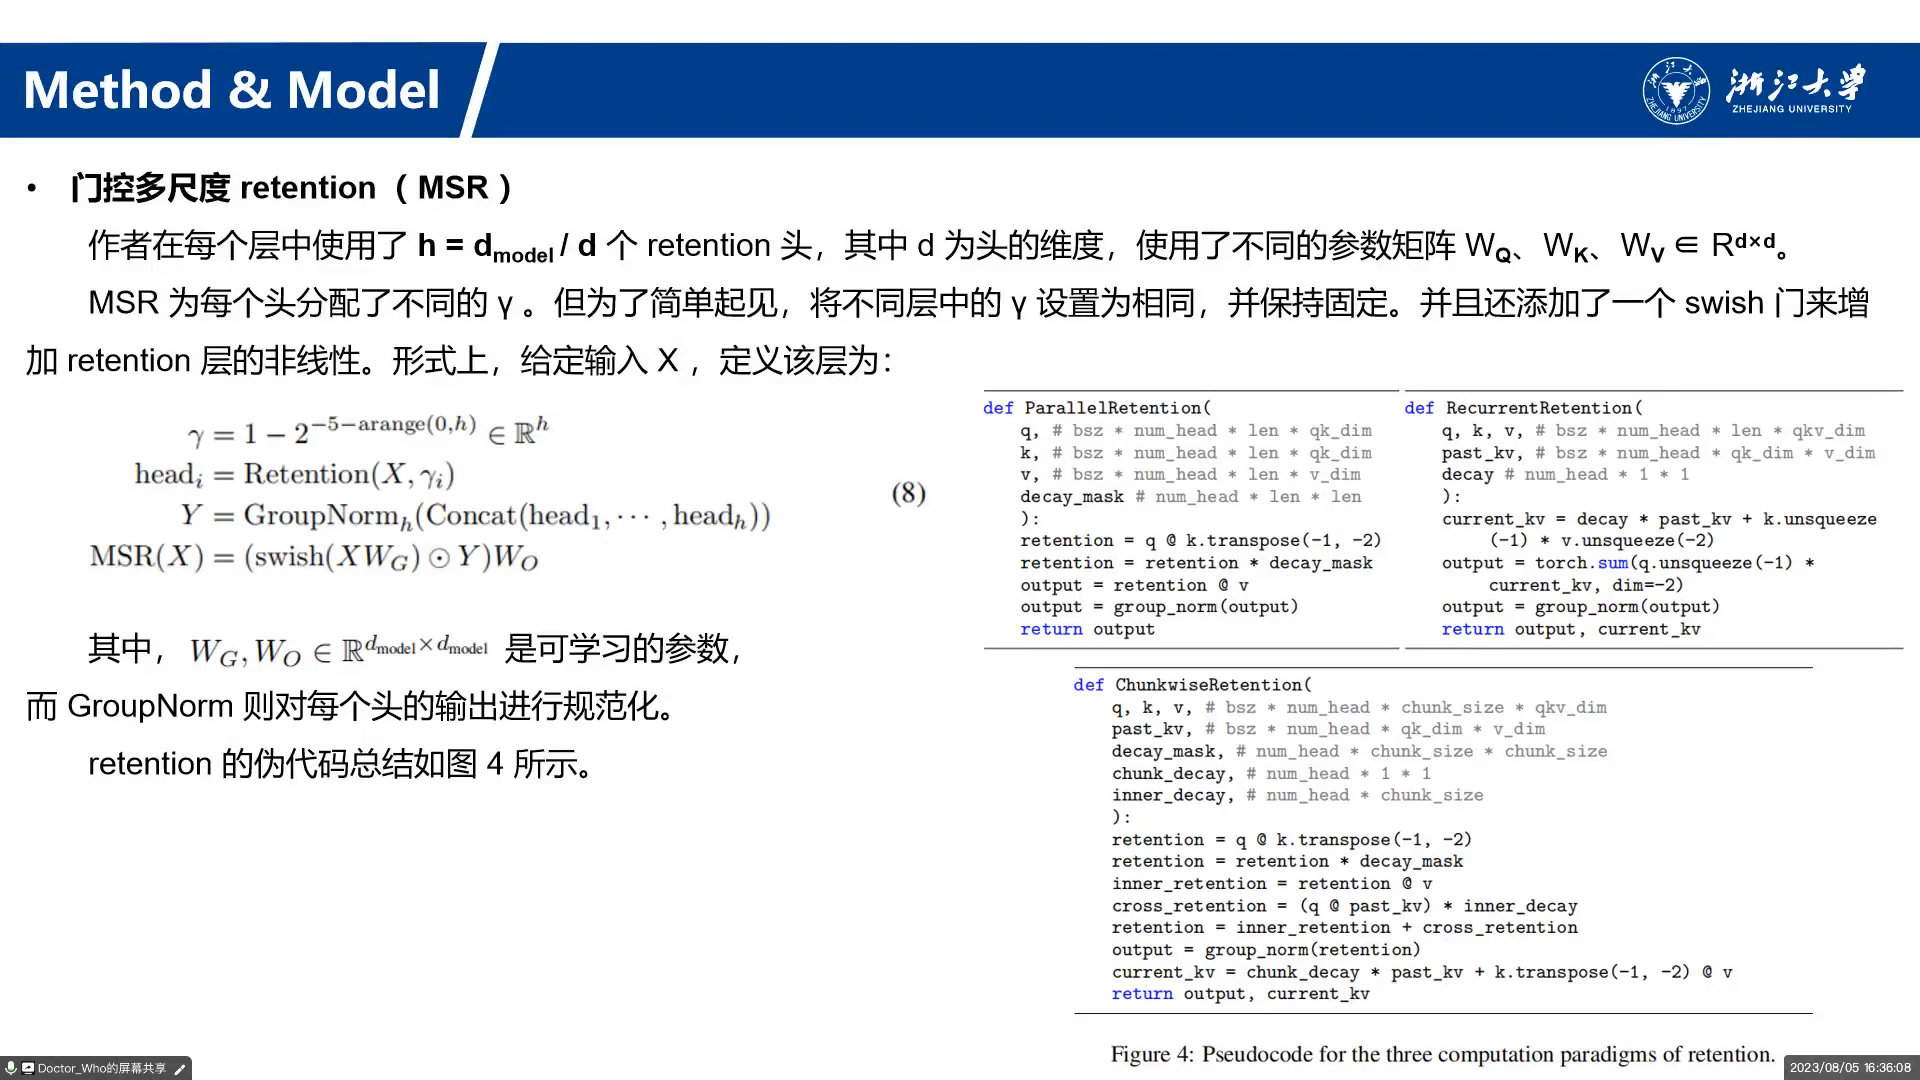 Method & Model
浙江大学
ZHEJIANG UNIVERSITY
• 门控多尺度 retention（MSR）
作者在每个层中使用了 h = d_model / d 个 retention 头，其中 d 为头的维度，使用了不同的参数矩阵 W_Q、W_K、W_V ∈ R^{d×d}。
MSR 为每个头分配了不同的 γ 。但为了简单起见，将不同层中的 γ 设置为相同，并保持固定。并且还添加了一个 swish 门来增
加 retention 层的非线性。形式上，给定输入 X ，定义该层为：
γ = 1 − 2^{−5−arange(0,h)} ∈ ℝ^h
head_i = Retention(X, γ_i)
Y = GroupNorm_h(Concat(head_1, ··· , head_h))
MSR(X) = (swish(XW_G) ⊙ Y)W_O
(8)
其中， W_G, W_O ∈ ℝ^{d_model×d_model} 是可学习的参数，
而 GroupNorm 则对每个头的输出进行规范化。
retention 的伪代码总结如图 4 所示。
def ParallelRetention(
q, # bsz * num_head * len * qk_dim
k, # bsz * num_head * len * qk_dim
v, # bsz * num_head * len * v_dim
decay_mask # num_head * len * len
):
retention = q @ k.transpose(-1, -2)
retention = retention * decay_mask
output = retention @ v
output = group_norm(output)
return output
def RecurrentRetention(
q, k, v, # bsz * num_head * len * qkv_dim
past_kv, # bsz * num_head * qk_dim * v_dim
decay # num_head * 1 * 1
):
current_kv = decay * past_kv + k.unsqueeze
(-1) * v.unsqueeze(-2)
output = torch.sum(q.unsqueeze(-1) *
current_kv, dim=-2)
output = group_norm(output)
return output, current_kv
def ChunkwiseRetention(
q, k, v, # bsz * num_head * chunk_size * qkv_dim
past_kv, # bsz * num_head * qk_dim * v_dim
decay_mask, # num_head * chunk_size * chunk_size
chunk_decay, # num_head * 1 * 1
inner_decay, # num_head * chunk_size
):
retention = q @ k.transpose(-1, -2)
retention = retention * decay_mask
inner_retention = retention @ v
cross_retention = (q @ past_kv) * inner_decay
retention = inner_retention + cross_retention
output = group_norm(retention)
current_kv = chunk_decay * past_kv + k.transpose(-1, -2) @ v
return output, current_kv
Figure 4: Pseudocode for the three computation paradigms of retention.
Doctor_Who的屏幕共享
2023/08/05 16:36:08